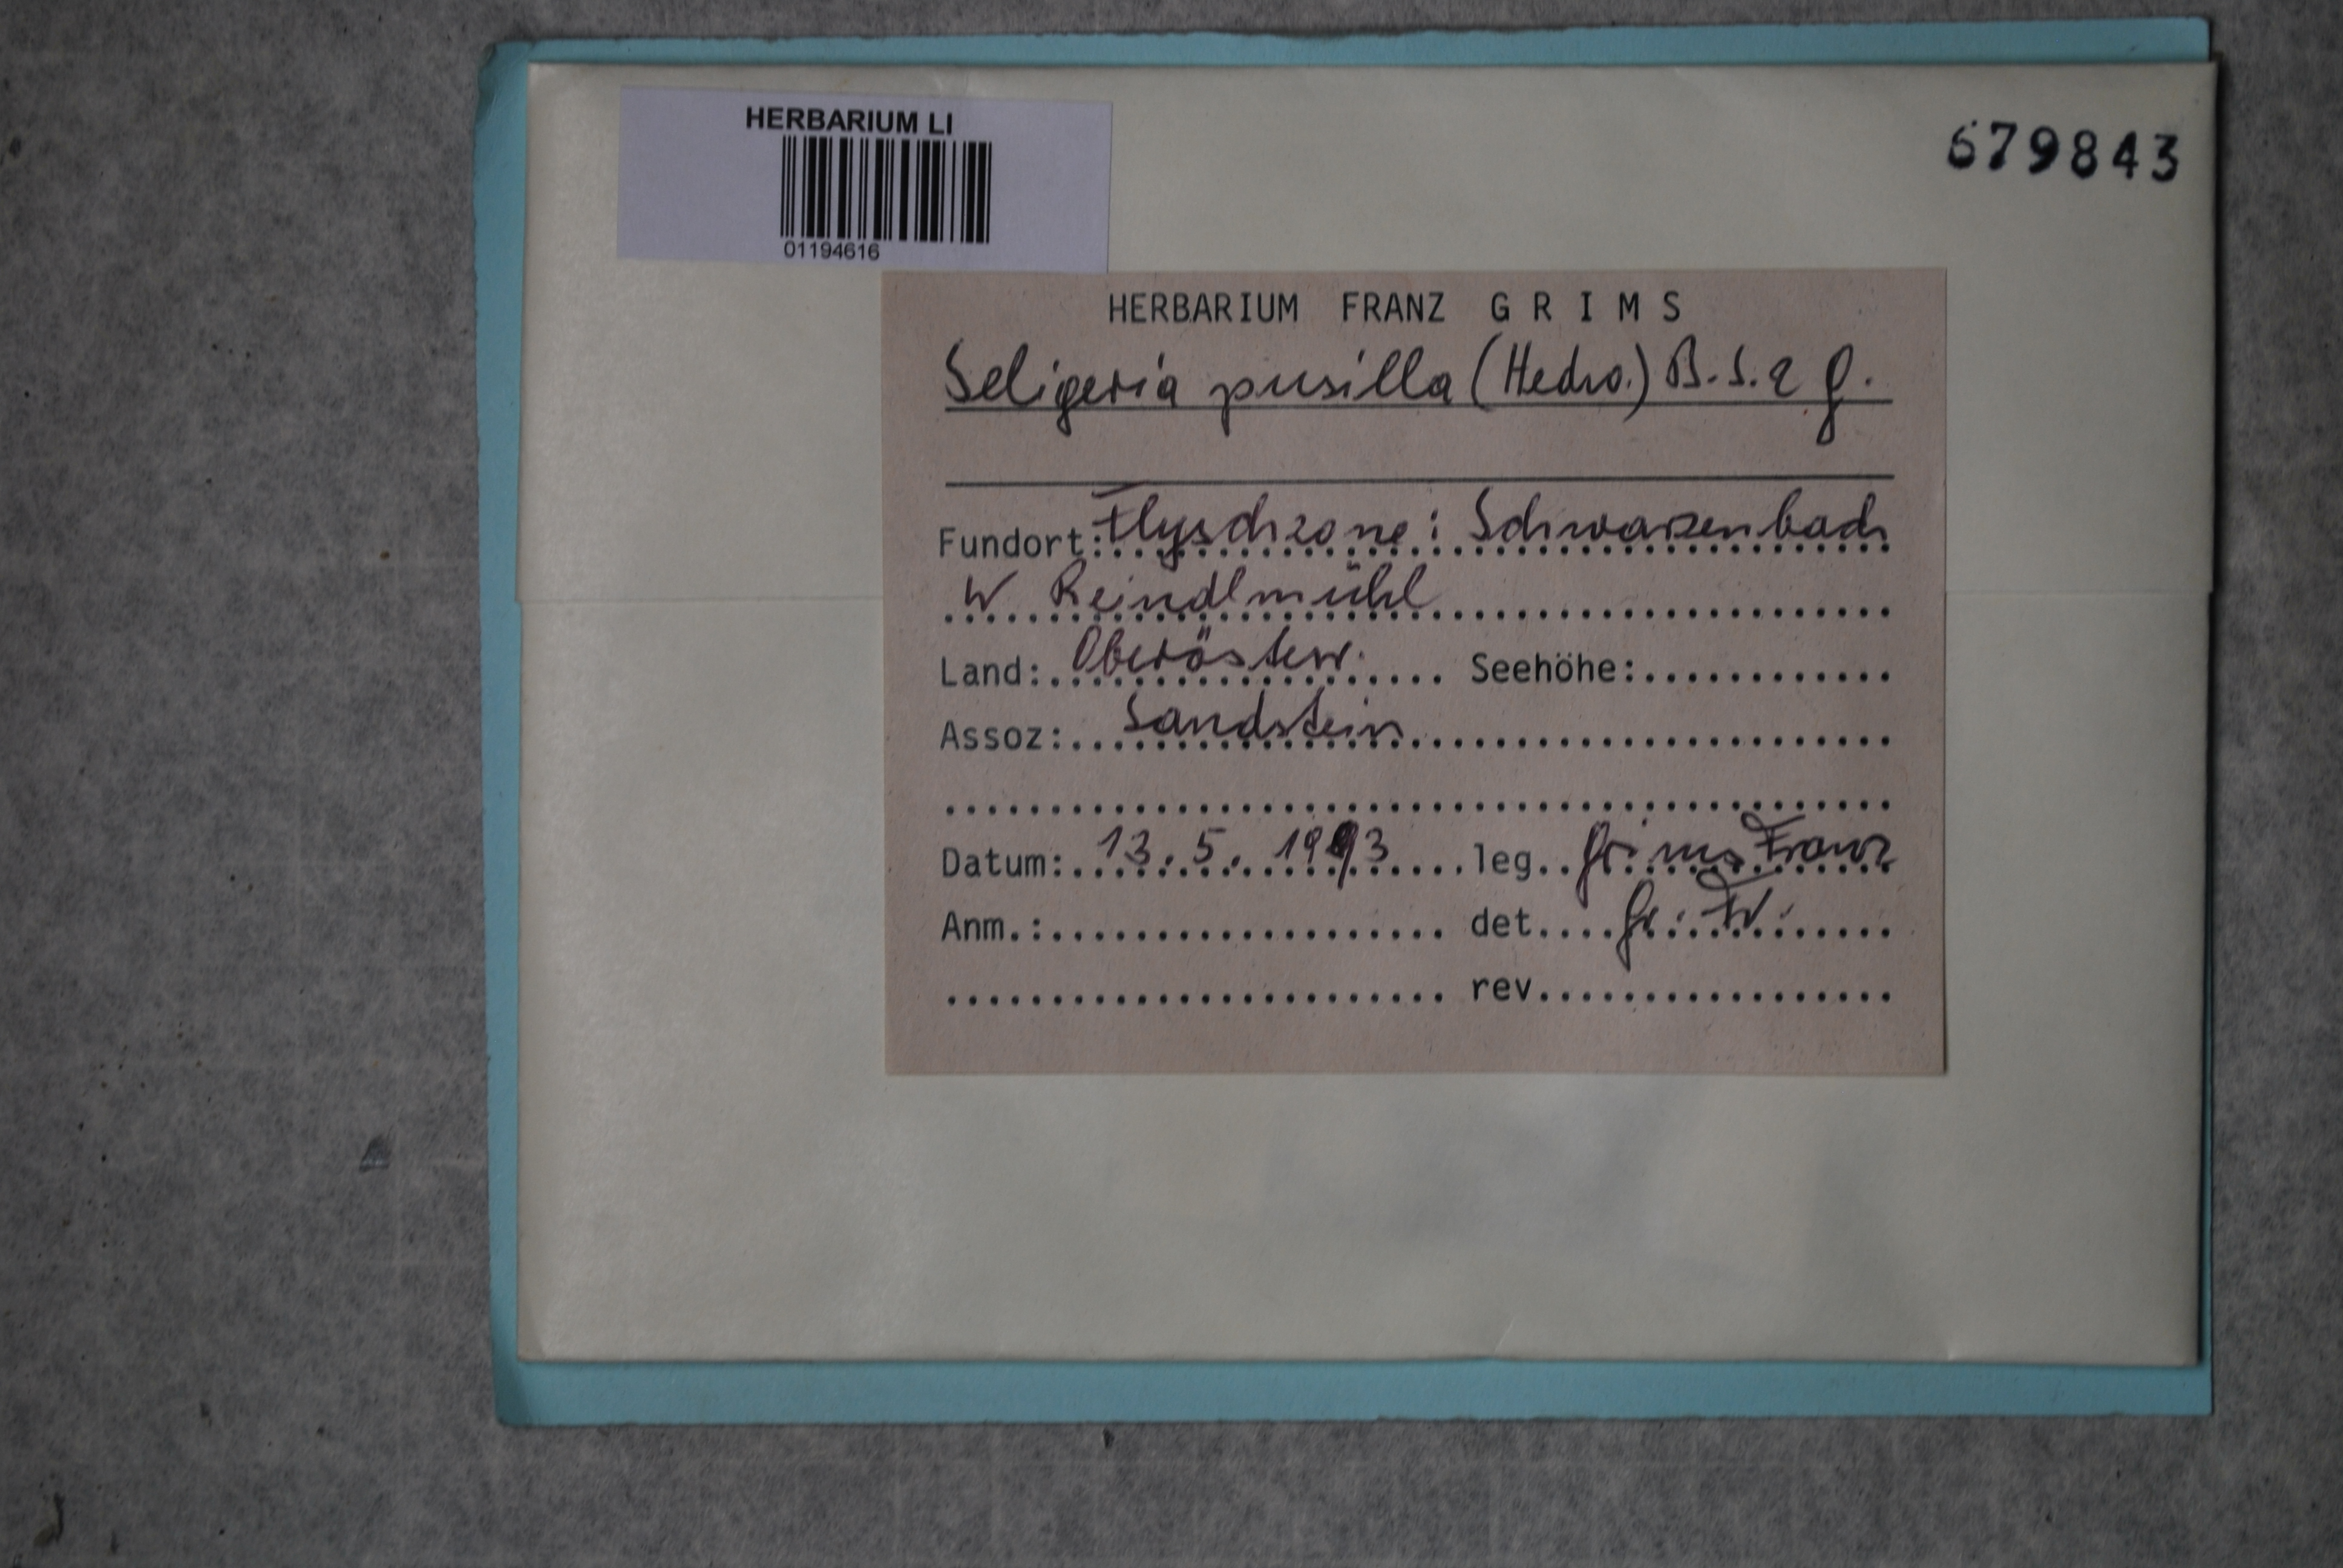 HERBARIUM LI
01194616
679843
HERBARIUM FRANZ G R I M S
Seligeria pusilla (Hedw.) B. S. & G.
Fundort: Flyschzone: Schwarzenbach
W Reindlmühl
Land: Oberösterr. Seehöhe:
Assoz: Sandstein
Datum: 13. 5. 1993 leg. Grims Franz
Anm.: det. Gr. Fr.
rev.